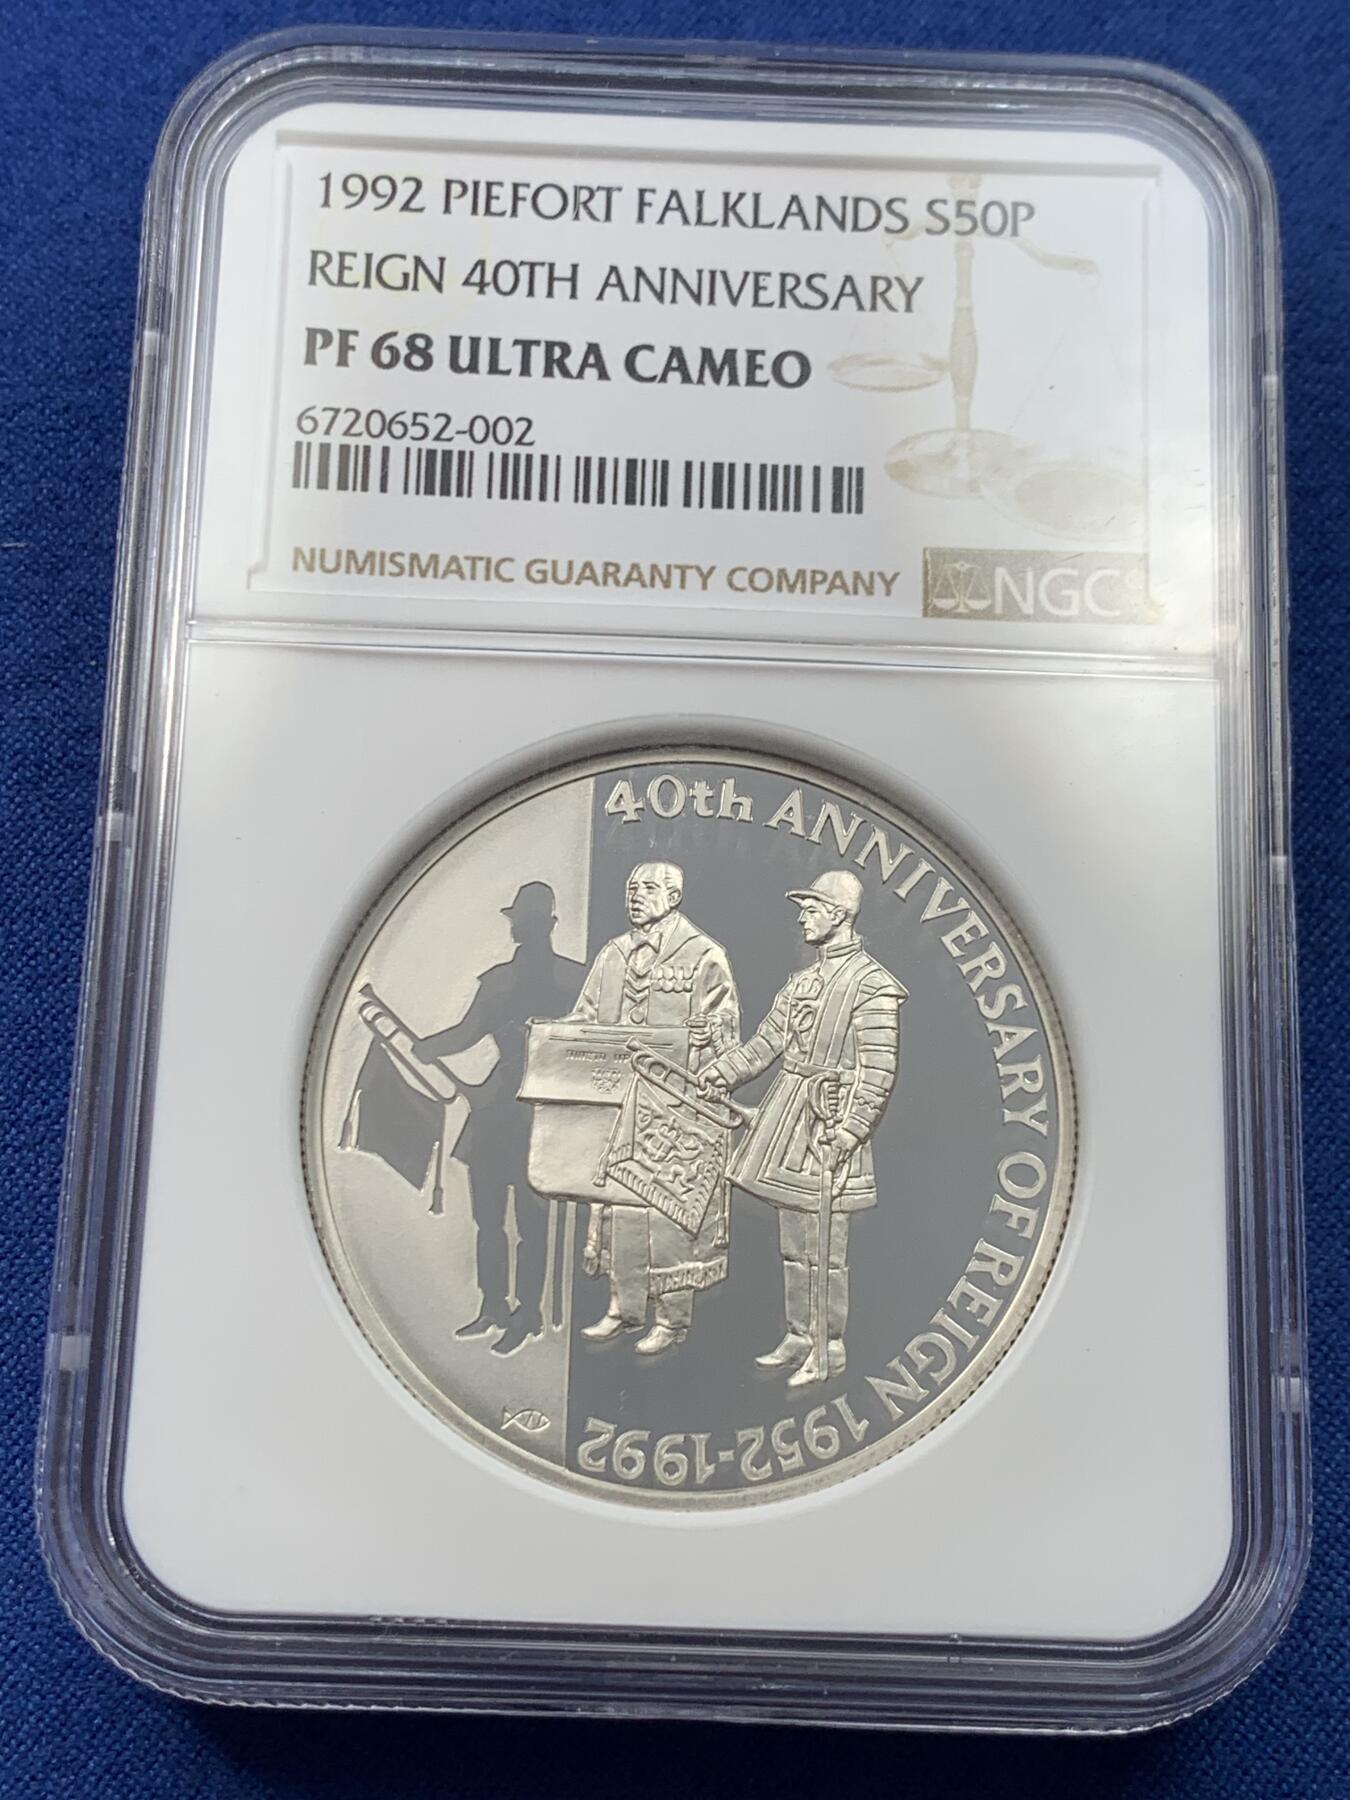 1992 PIEFORT FALKLANDS S50P
REIGN 40TH ANNIVERSARY
PF 68 ULTRA CAMEO
6720652-002
NUMISMATIC GUARANTY COMPANY
NGC
40th ANNIVERSARY OF REIGN 1952-1992